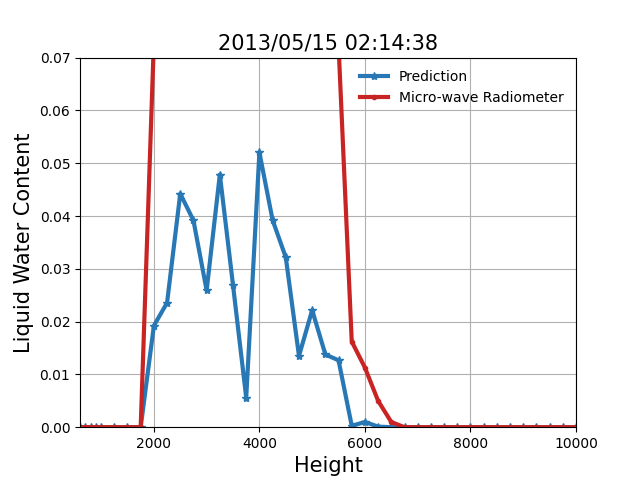 2013/05/15 02:14:38
Prediction
Micro-wave Radiometer
Liquid Water Content
0.07
0.06
0.05
0.04
0.03
0.02
0.01
0.00
2000 4000 6000 8000 10000
Height